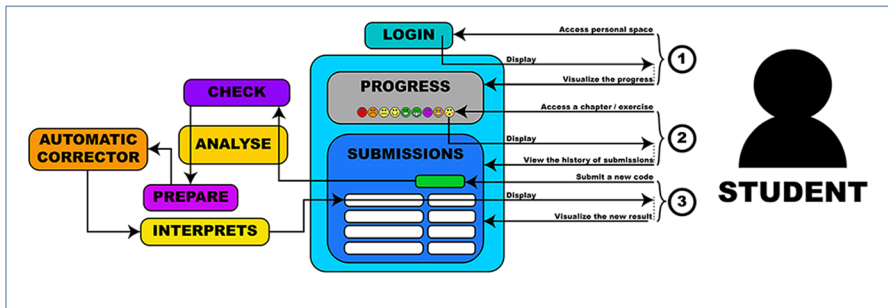 LOGIN
Access personal space
Display
1
Visualize the progress
PROGRESS
Access a chapter / exercise
Display
2
View the history of submissions
SUBMISSIONS
Submit a new code
Display
3
Visualize the new result
CHECK
ANALYSE
AUTOMATIC
CORRECTOR
PREPARE
INTERPRETS
STUDENT